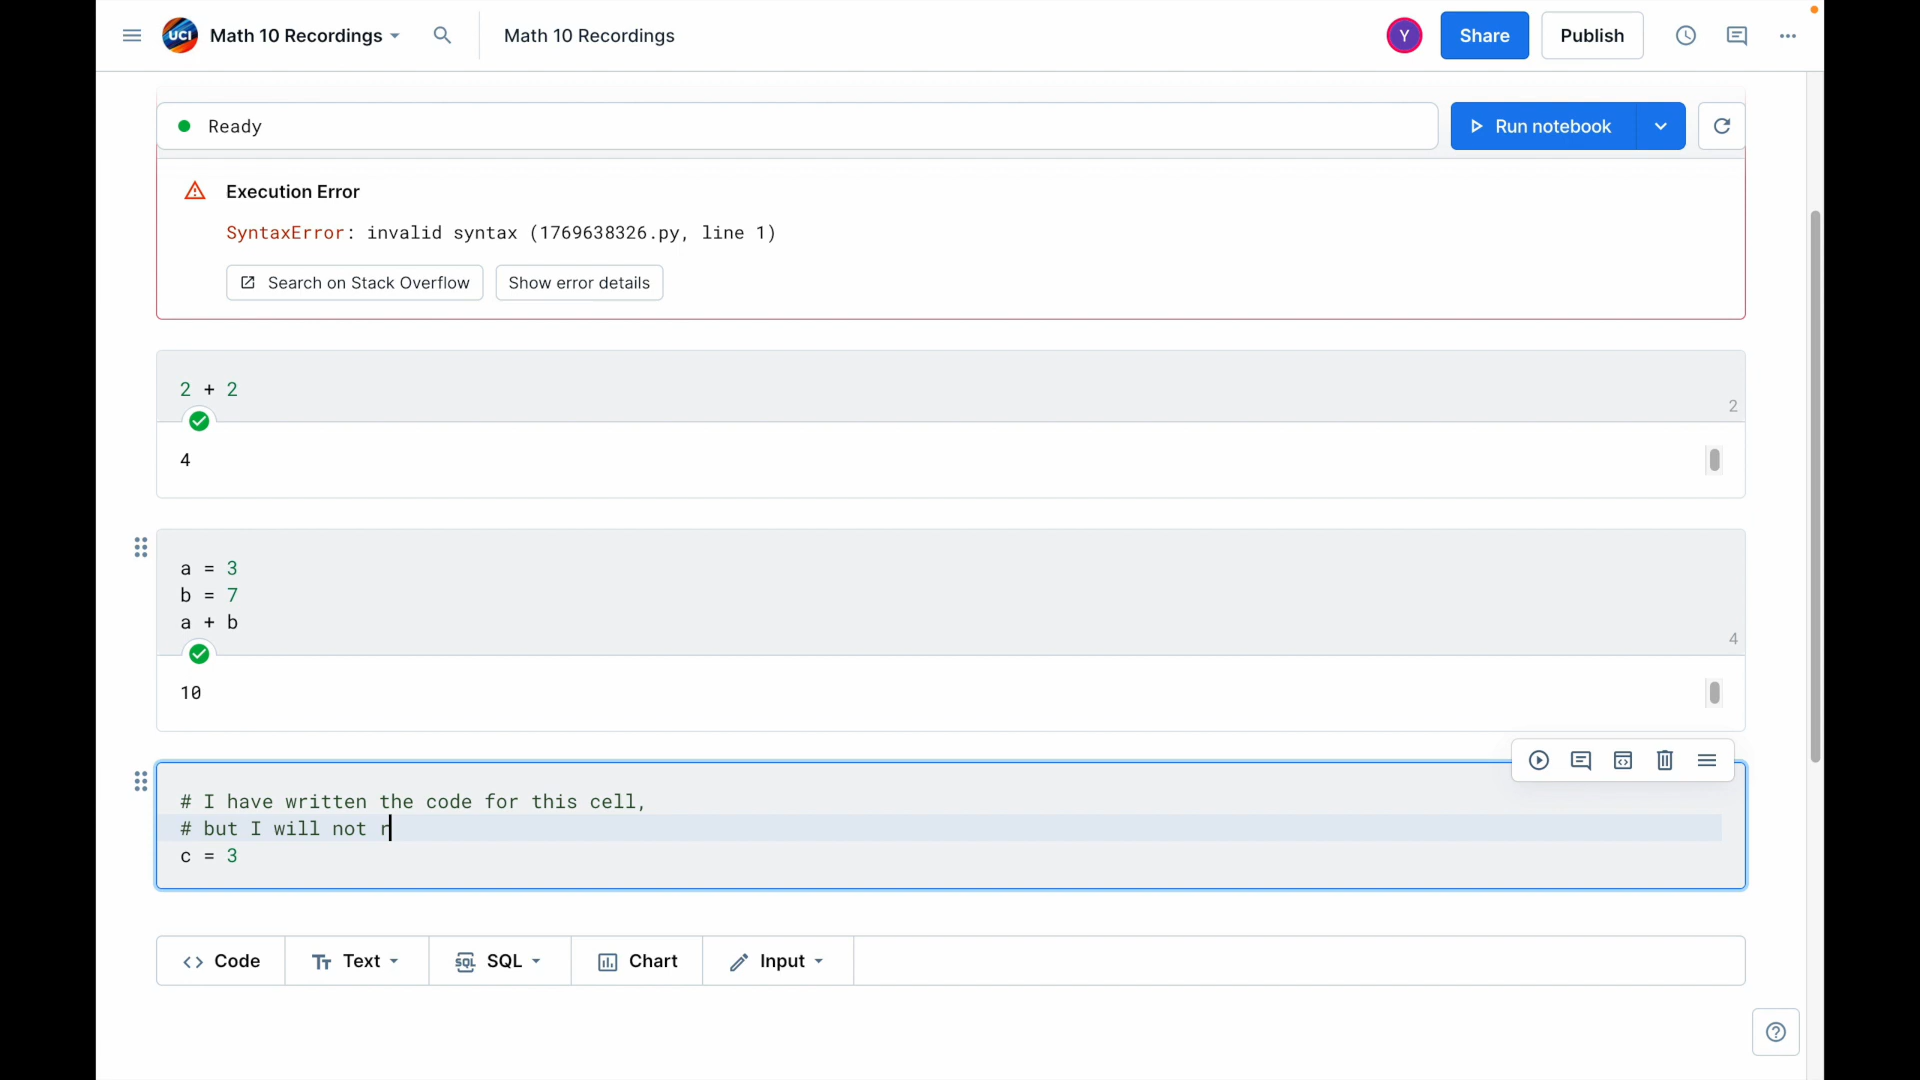 UCI Math 10 Recordings
Math 10 Recordings
Y
Share
Publish
Ready
Run notebook
Execution Error
SyntaxError: invalid syntax (1769638326.py, line 1)
Search on Stack Overflow
Show error details
2 + 2
2
4
a = 3
b = 7
a + b
4
10
# I have written the code for this cell,
# but I will not r
c = 3
Code
Text
SQL SQL
Chart
Input